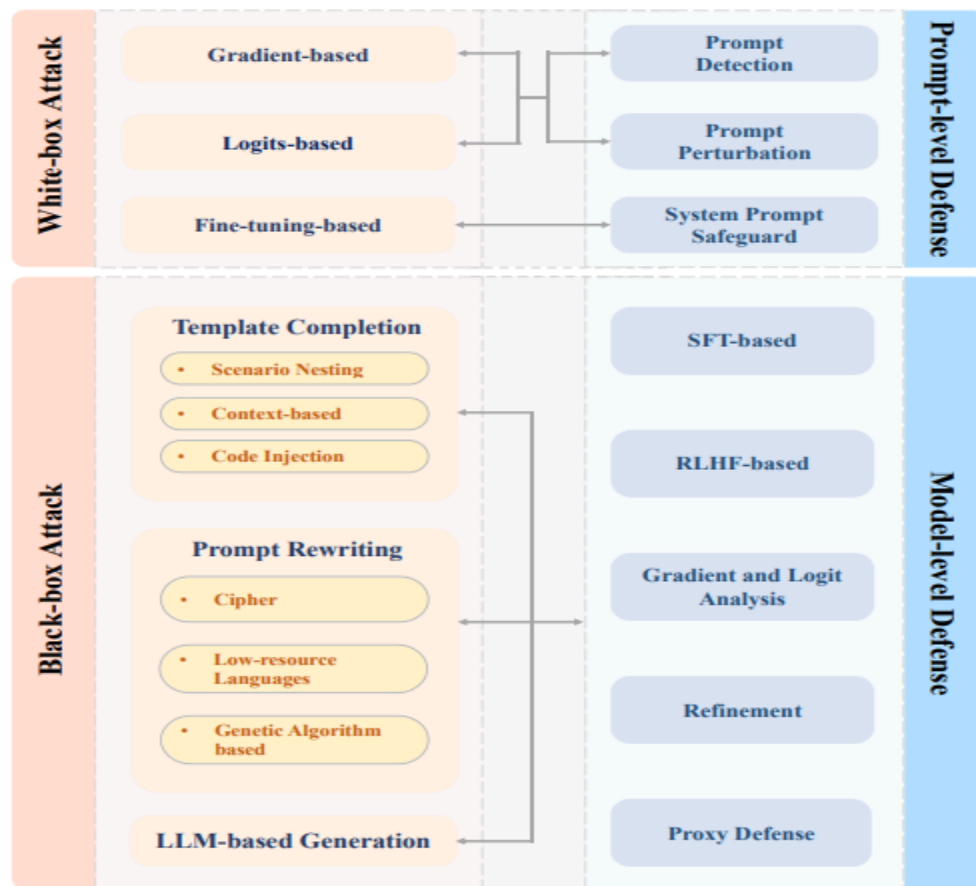 White-box Attack
Gradient-based
Logits-based
Fine-tuning-based
Prompt
Detection
Prompt
Perturbation
System Prompt
Safeguard
Prompt-level Defense
Black-box Attack
Template Completion
• Scenario Nesting
• Context-based
• Code Injection
Prompt Rewriting
• Cipher
• Low-resource
Languages
• Genetic Algorithm
based
LLM-based Generation
SFT-based
RLHF-based
Gradient and Logit
Analysis
Refinement
Proxy Defense
Model-level Defense